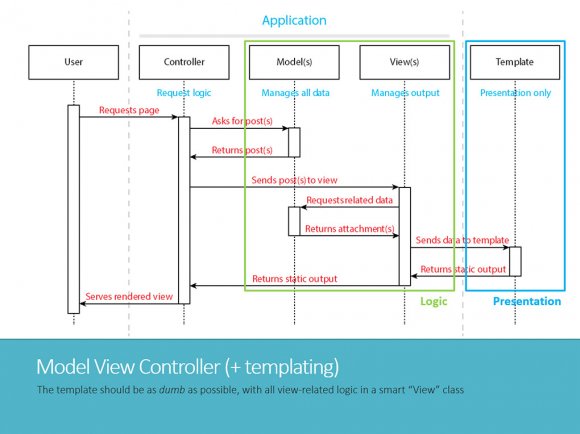 Application
User
Controller
Model(s)
View(s)
Template
Request logic
Manages all data
Manages output
Presentation only
Requests page
Asks for post(s)
Returns post(s)
Sends post(s) to view
Requests related data
Returns attachment(s)
Sends data to template
Returns static output
Returns static output
Serves rendered view
Logic
Presentation
Model View Controller (+ templating)
The template should be as dumb as possible, with all view-related logic in a smart “View” class